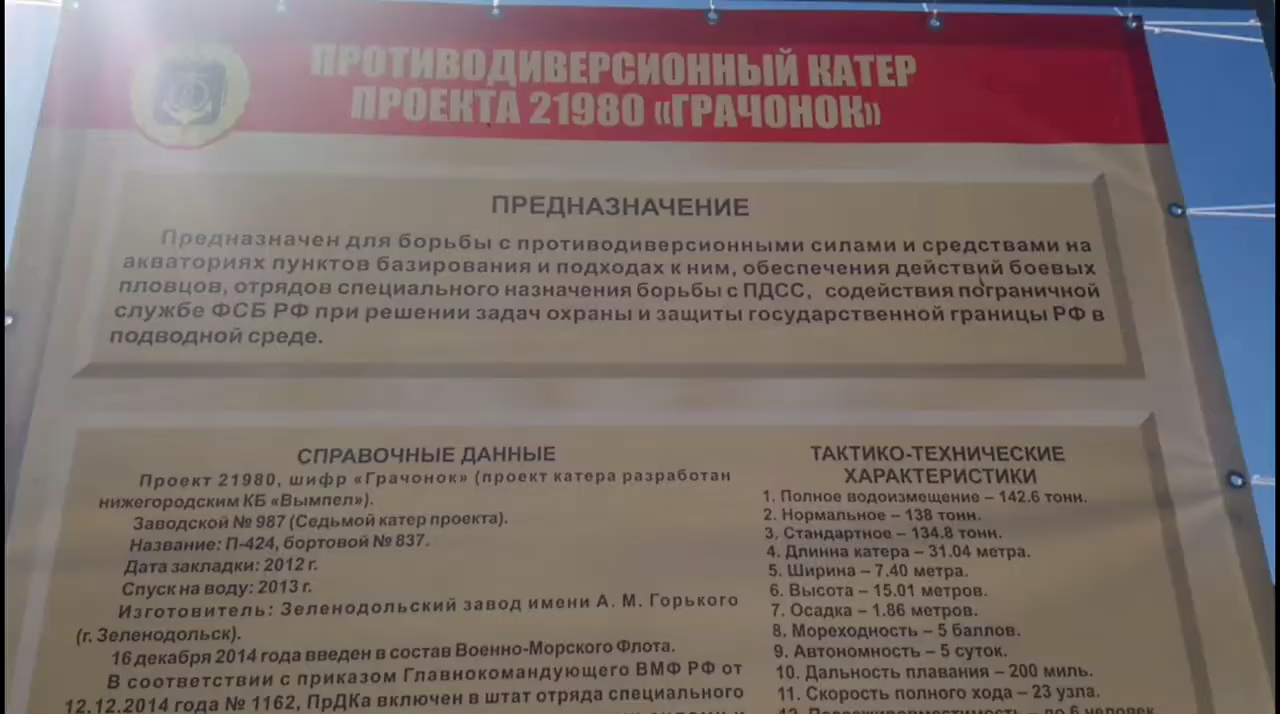 ПРОТИВОДИВЕРСИОННЫЙ КАТЕР
ПРОЕКТА 21980 «ГРАЧОНОК»
ПРЕДНАЗНАЧЕНИЕ
Предназначен для борьбы с противодиверсионными силами и средствами на
акваториях пунктов базирования и подходах к ним, обеспечения действий боевых
пловцов, отрядов специального назначения борьбы с ПДСС, содействия пограничной
службе ФСБ РФ при решении задач охраны и защиты государственной границы РФ в
подводной среде.
СПРАВОЧНЫЕ ДАННЫЕ
Проект 21980, шифр «Грачонок» (проект катера разработан
нижегородским КБ «Вымпел»).
Заводской № 987 (Седьмой катер проекта).
Название: П-424, бортовой № 837.
Дата закладки: 2012 г.
Спуск на воду: 2013 г.
Изготовитель: Зеленодольский завод имени А. М. Горького
(г. Зеленодольск).
16 декабря 2014 года введен в состав Военно-Морского Флота.
В соответствии с приказом Главнокомандующего ВМФ РФ от
12.12.2014 года № 1162, ПрДКа включен в штат отряда специального
ТАКТИКО-ТЕХНИЧЕСКИЕ
ХАРАКТЕРИСТИКИ
1. Полное водоизмещение – 142.6 тонн.
2. Нормальное – 138 тонн.
3. Стандартное – 134.8 тонн.
4. Длинна катера – 31.04 метра.
5. Ширина – 7.40 метра.
6. Высота – 15.01 метров.
7. Осадка – 1.86 метров.
8. Мореходность – 5 баллов.
9. Автономность – 5 суток.
10. Дальность плавания – 200 миль.
11. Скорость полного хода – 23 узла.
12. Пассажировместимость – до 6 человек